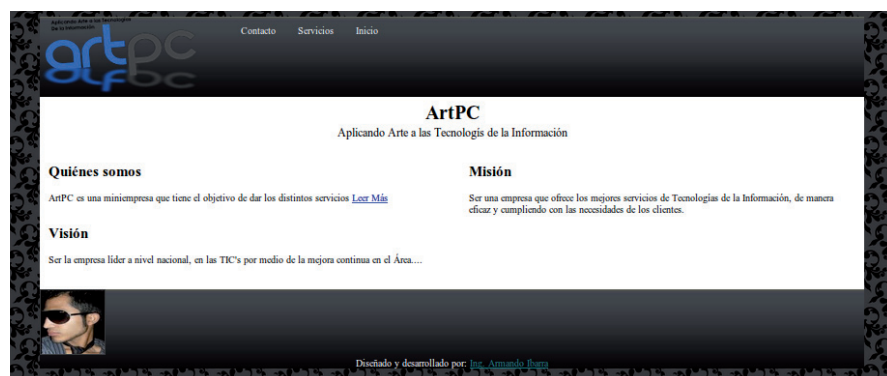 Aplicando Arte a las Tecnologías
De la Información
artpc
Contacto Servicios Inicio
ArtPC
Aplicando Arte a las Tecnologís de la Información
Quiénes somos
ArtPC es una miniempresa que tiene el objetivo de dar los distintos servicios Leer Más
Visión
Ser la empresa líder a nivel nacional, en las TIC's por medio de la mejora continua en el Área....
Misión
Ser una empresa que ofrece los mejores servicios de Tecnologías de la Información, de manera
eficaz y cumpliendo con las necesidades de los clientes.
Diseñado y desarrollado por: Ing. Armando Ibarra